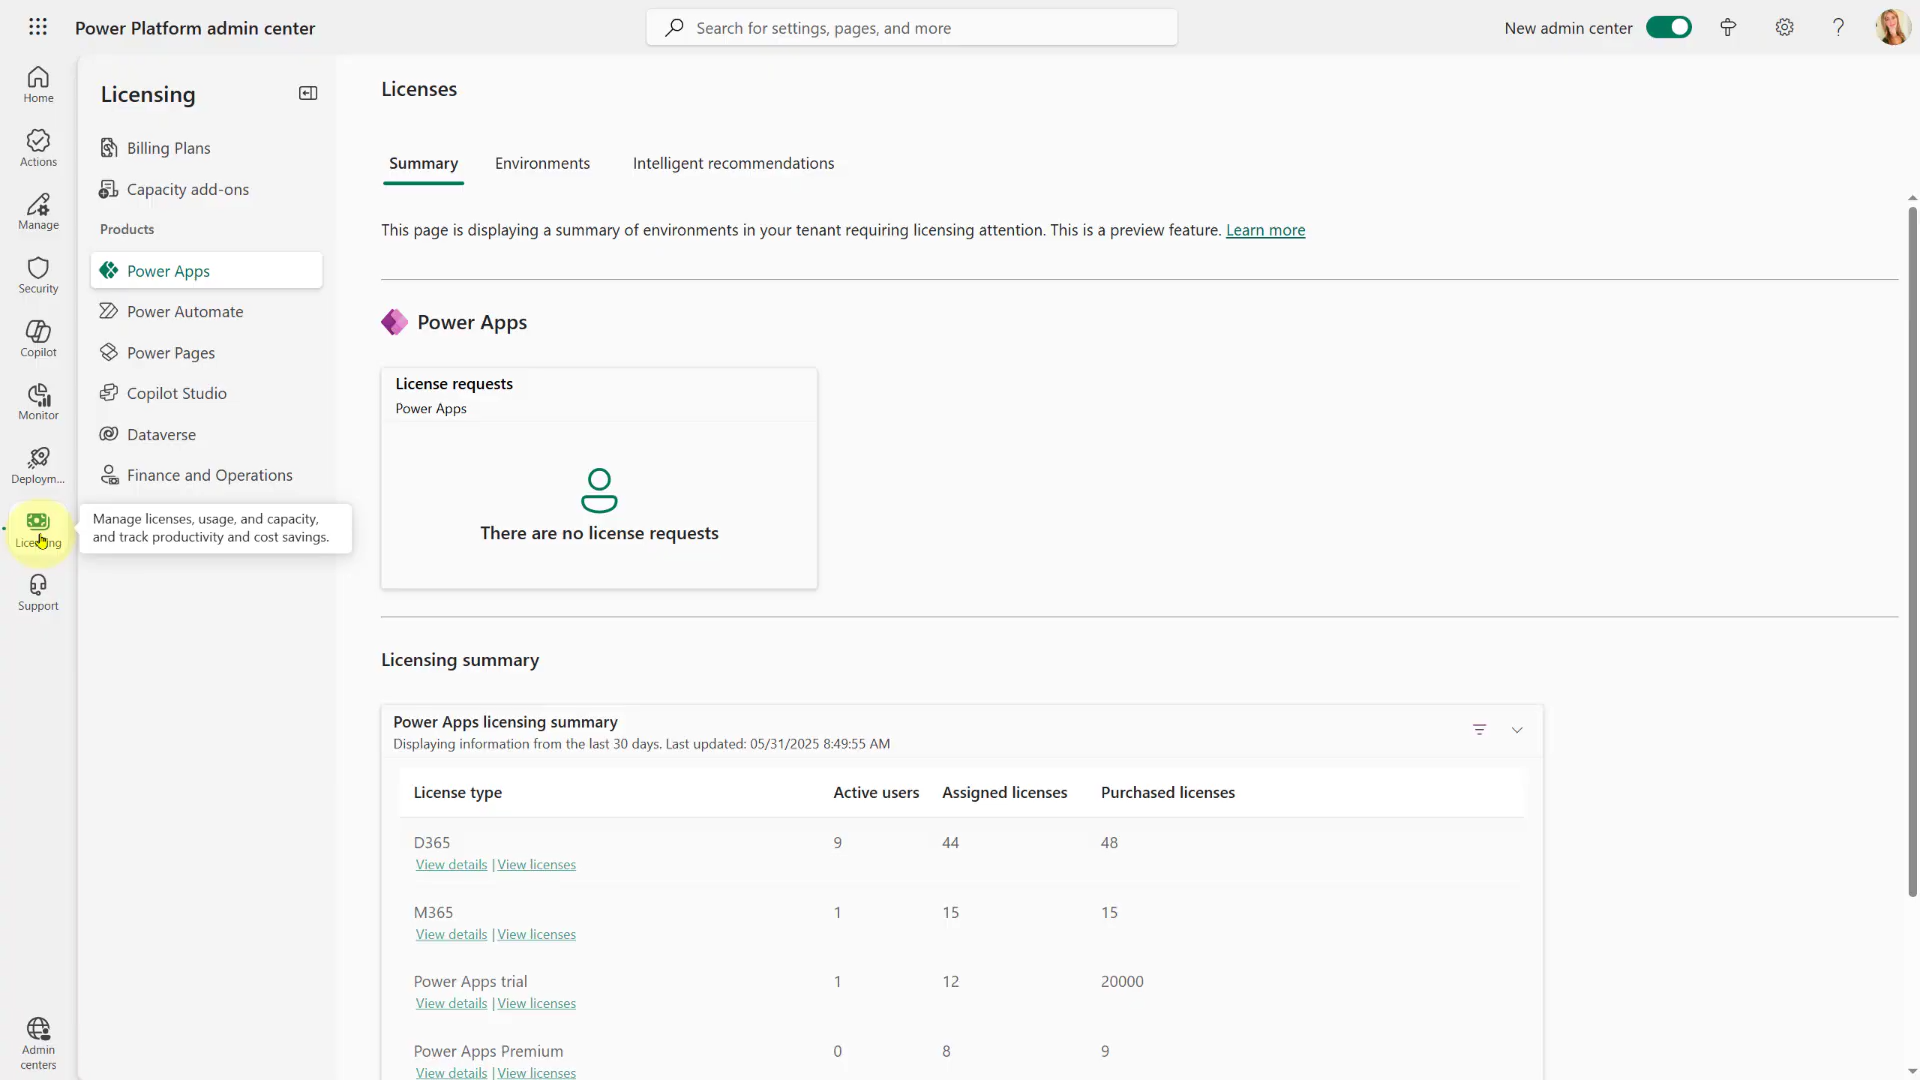 Power Platform admin center
Search for settings, pages, and more
New admin center
Home
Actions
Manage
Security
Copilot
Monitor
Deploym...
Licensing
Support
Admin
centers
Licensing
Billing Plans
Capacity add-ons
Products
Power Apps
Power Automate
Power Pages
Copilot Studio
Dataverse
Finance and Operations
Manage licenses, usage, and capacity,
and track productivity and cost savings.
Licenses
Summary Environments Intelligent recommendations
This page is displaying a summary of environments in your tenant requiring licensing attention. This is a preview feature. Learn more
Power Apps
License requests
Power Apps
There are no license requests
Licensing summary
Power Apps licensing summary
Displaying information from the last 30 days. Last updated: 05/31/2025 8:49:55 AM
License type Active users Assigned licenses Purchased licenses
D365 9 44 48
View details | View licenses
M365 1 15 15
View details | View licenses
Power Apps trial 1 12 20000
View details | View licenses
Power Apps Premium 0 8 9
View details | View licenses